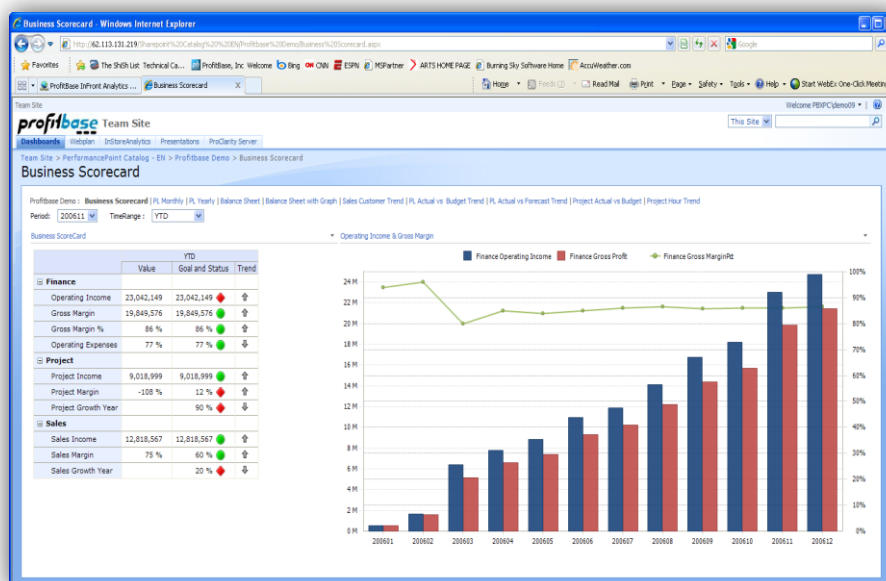 Business Scorecard - Windows Internet Explorer
http://62.113.131.219/Sharepoint%20Catalog%20%20EN/Profitbase%20Demo/Business%20Scorecard.aspx
Google
Favorites The ShSh List Technical Ca... ProfitBase, Inc Welcome Bing CNN ESPN MSPartner ARTS HOME PAGE Burning Sky Software Home AccuWeather.com
ProfitBase InFront Analytics ... Business Scorecard X Home Feeds (J) Read Mail Print Page Safety Tools Help Start WebEx One-Click Meeting
Team Site Welcome PBXPC\demo09
profitbase Team Site This Site
Dashboards Webplan InStoreAnalytics Presentations ProClarity Server
Team Site > PerformancePoint Catalog - EN > Profitbase Demo > Business Scorecard
Business Scorecard
Profitbase Demo : Business Scorecard | PL Monthly | PL Yearly | Balance Sheet | Balance Sheet with Graph | Sales Customer Trend | PL Actual vs Budget Trend | PL Actual vs Forecast Trend | Project Actual vs Budget | Project Hour Trend
Period: 200611 TimeRange : YTD
Business ScoreCard
YTD
Value Goal and Status Trend
Finance
Operating Income 23,042,149 23,042,149
Gross Margin 19,849,576 19,849,576
Gross Margin % 86 % 86 %
Operating Expenses 77 % 77 %
Project
Project Income 9,018,999 9,018,999
Project Margin -108 % 12 %
Project Growth Year 90 %
Sales
Sales Income 12,818,567 12,818,567
Sales Margin 75 % 60 %
Sales Growth Year 20 %
Operating Income & Gross Margin
Finance Operating Income Finance Gross Profit Finance Gross MarginPct
24 M 100%
22 M 90%
20 M 80%
18 M 70%
16 M 60%
14 M 50%
12 M 40%
10 M 30%
8 M 20%
6 M 10%
4 M 0%
2 M
0 M
200601 200602 200603 200604 200605 200606 200607 200608 200609 200610 200611 200612